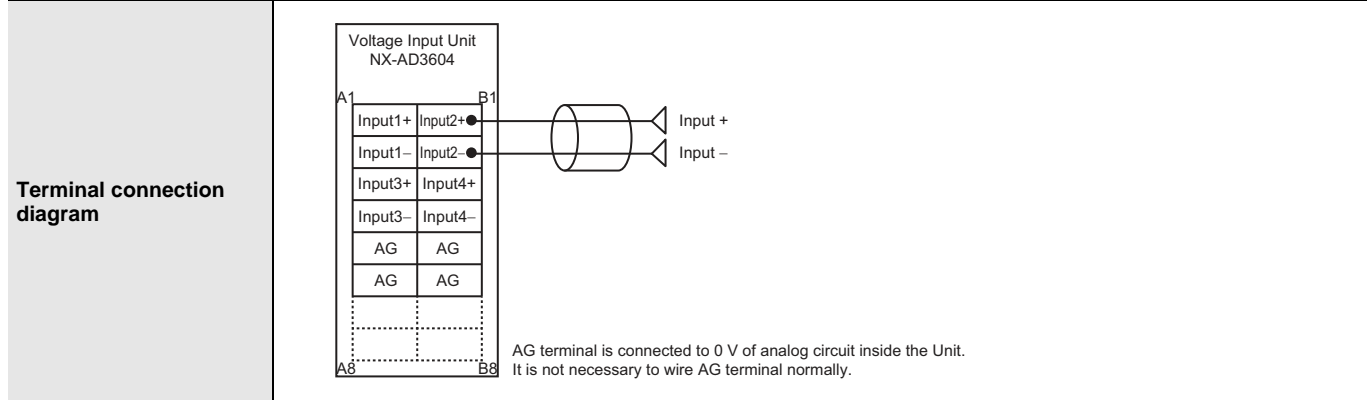 Terminal connection
diagram
Voltage Input Unit
NX-AD3604
A1 B1
Input1+ Input2+ Input +
Input1– Input2– Input –
Input3+ Input4+
Input3– Input4–
AG AG
AG AG
A8 B8
AG terminal is connected to 0 V of analog circuit inside the Unit.
It is not necessary to wire AG terminal normally.